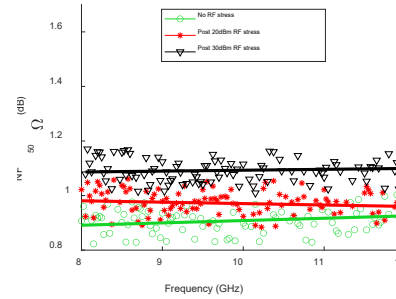 No RF stress
Post 20dBm RF stress
Post 30dBm RF stress
1.6
1.4
1.2
1
0.8
50 Ω (dB)
8
9
10
11
Frequency (GHz)